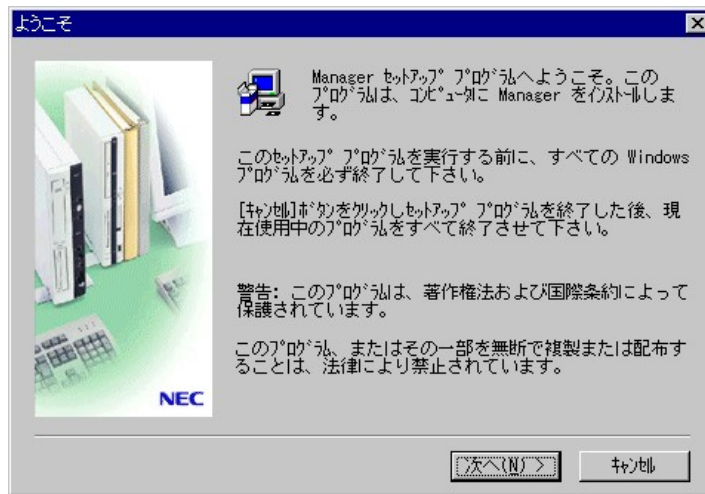 ようこそ
Manager ｾｯﾄｱｯﾌﾟ ﾌﾟﾛｸﾞﾗﾑへようこそ。この
ﾌﾟﾛｸﾞﾗﾑは、ｺﾝﾋﾟｭｰﾀに Manager をｲﾝｽﾄｰﾙしま
す。
このｾｯﾄｱｯﾌﾟ ﾌﾟﾛｸﾞﾗﾑを実行する前に、すべての Windows
ﾌﾟﾛｸﾞﾗﾑを必ず終了して下さい。
[ｷｬﾝｾﾙ]ﾎﾞﾀﾝをｸﾘｯｸしｾｯﾄｱｯﾌﾟ ﾌﾟﾛｸﾞﾗﾑを終了した後、現
在使用中のﾌﾟﾛｸﾞﾗﾑをすべて終了させて下さい。
警告: このﾌﾟﾛｸﾞﾗﾑは、著作権法および国際条約によって
保護されています。
このﾌﾟﾛｸﾞﾗﾑ、またはその一部を無断で複製または配布す
ることは、法律により禁止されています。
NEC
次へ(N) >
ｷｬﾝｾﾙ